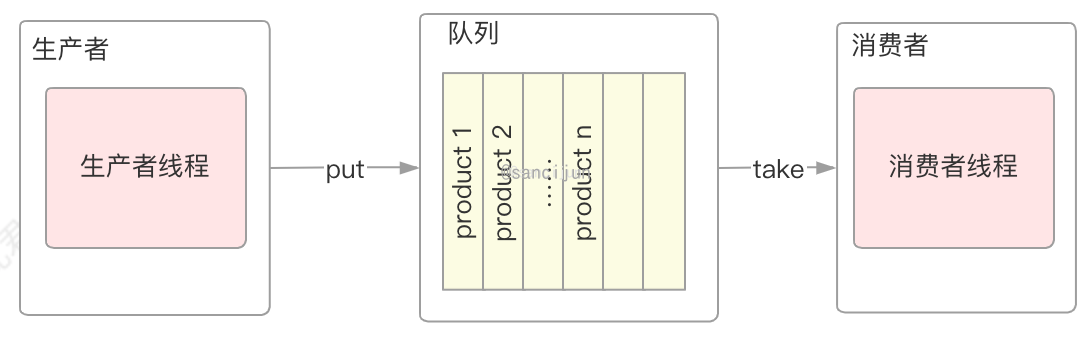 生产者
生产者线程
put
队列
product 1
product 2
......
product n
@sancijun
take
消费者
消费者线程